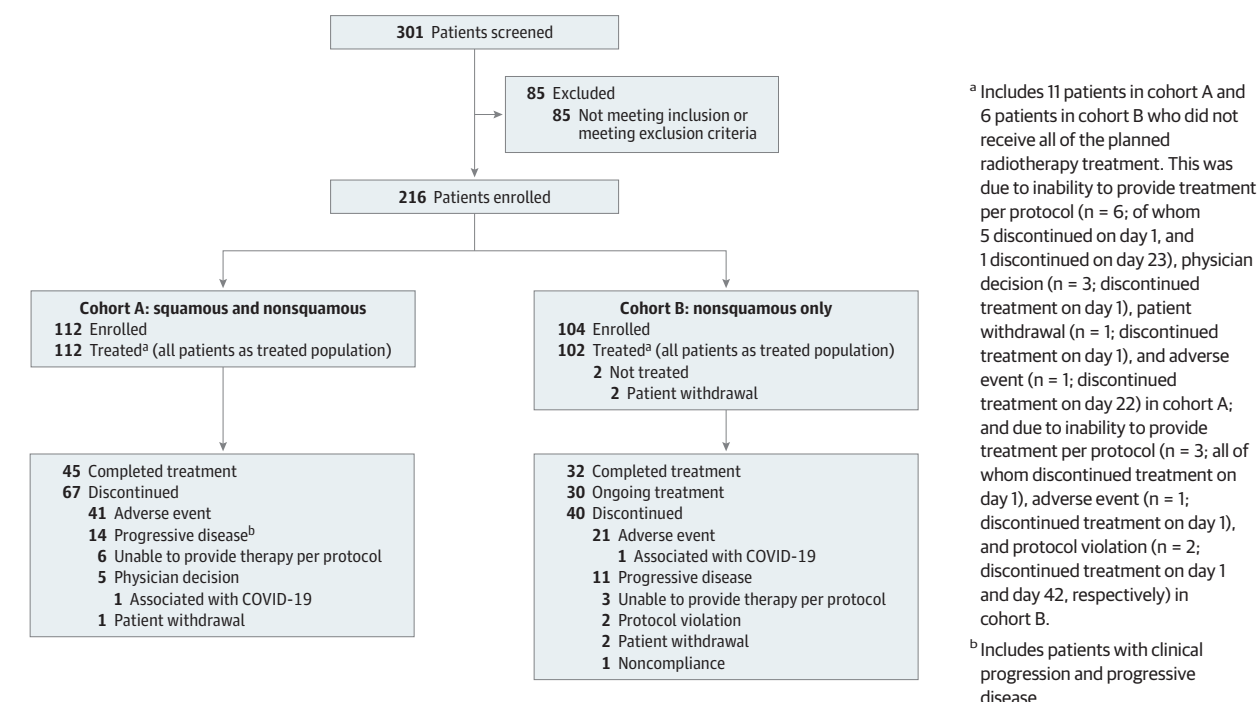 301 Patients screened
85 Excluded
85 Not meeting inclusion or
meeting exclusion criteria
216 Patients enrolled
Cohort A: squamous and nonsquamous
112 Enrolled
112 Treatedᵃ (all patients as treated population)
Cohort B: nonsquamous only
104 Enrolled
102 Treatedᵃ (all patients as treated population)
2 Not treated
2 Patient withdrawal
45 Completed treatment
67 Discontinued
41 Adverse event
14 Progressive diseaseᵇ
6 Unable to provide therapy per protocol
5 Physician decision
1 Associated with COVID-19
1 Patient withdrawal
32 Completed treatment
30 Ongoing treatment
40 Discontinued
21 Adverse event
1 Associated with COVID-19
11 Progressive disease
3 Unable to provide therapy per protocol
2 Protocol violation
2 Patient withdrawal
1 Noncompliance
ᵃ Includes 11 patients in cohort A and
6 patients in cohort B who did not
receive all of the planned
radiotherapy treatment. This was
due to inability to provide treatment
per protocol (n = 6; of whom
5 discontinued on day 1, and
1 discontinued on day 23), physician
decision (n = 3; discontinued
treatment on day 1), patient
withdrawal (n = 1; discontinued
treatment on day 1), and adverse
event (n = 1; discontinued
treatment on day 22) in cohort A;
and due to inability to provide
treatment per protocol (n = 3; all of
whom discontinued treatment on
day 1), adverse event (n = 1;
discontinued treatment on day 1),
and protocol violation (n = 2;
discontinued treatment on day 1
and day 42, respectively) in
cohort B.
ᵇ Includes patients with clinical
progression and progressive
disease